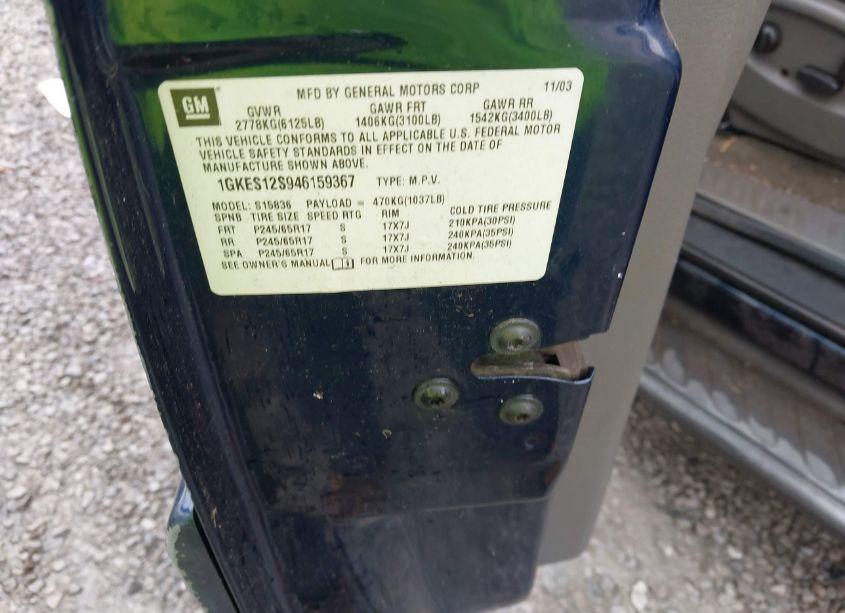 GM
MFD BY GENERAL MOTORS CORP 11/03
GVWR GAWR FRT GAWR RR
2778KG(6125LB) 1406KG(3100LB) 1542KG(3400LB)
THIS VEHICLE CONFORMS TO ALL APPLICABLE U.S. FEDERAL MOTOR
VEHICLE SAFETY STANDARDS IN EFFECT ON THE DATE OF
MANUFACTURE SHOWN ABOVE.
1GKES12S946159367 TYPE: M.P.V.
MODEL: S15836 PAYLOAD = 470KG(1037LB)
SPNB TIRE SIZE SPEED RTG RIM COLD TIRE PRESSURE
FRT P245/65R17 S 17X7J 210KPA(30PSI)
RR P245/65R17 S 17X7J 240KPA(35PSI)
SPA P245/65R17 S 17X7J 240KPA(35PSI)
SEE OWNER'S MANUAL FOR MORE INFORMATION.